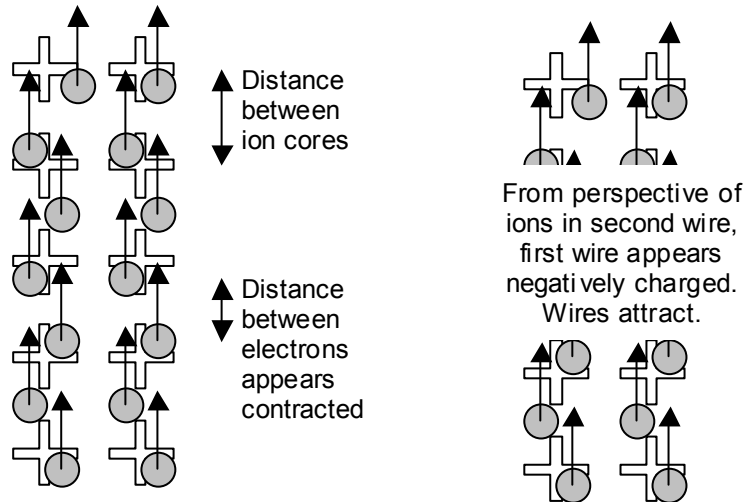 Distance
between
ion cores
Distance
between
electrons
appears
contracted
From perspective of
ions in second wire,
first wire appears
negatively charged.
Wires attract.